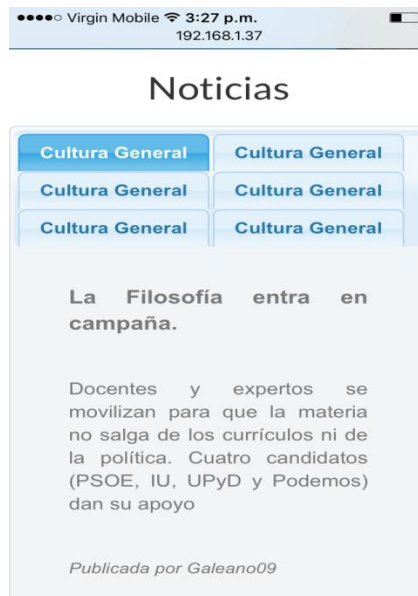 ●●●●○ Virgin Mobile 3:27 p.m.
192.168.1.37
Noticias
Cultura General Cultura General
Cultura General Cultura General
Cultura General Cultura General
La Filosofía entra en
campaña.
Docentes y expertos se
movilizan para que la materia
no salga de los currículos ni de
la política. Cuatro candidatos
(PSOE, IU, UPyD y Podemos)
dan su apoyo
Publicada por Galeano09